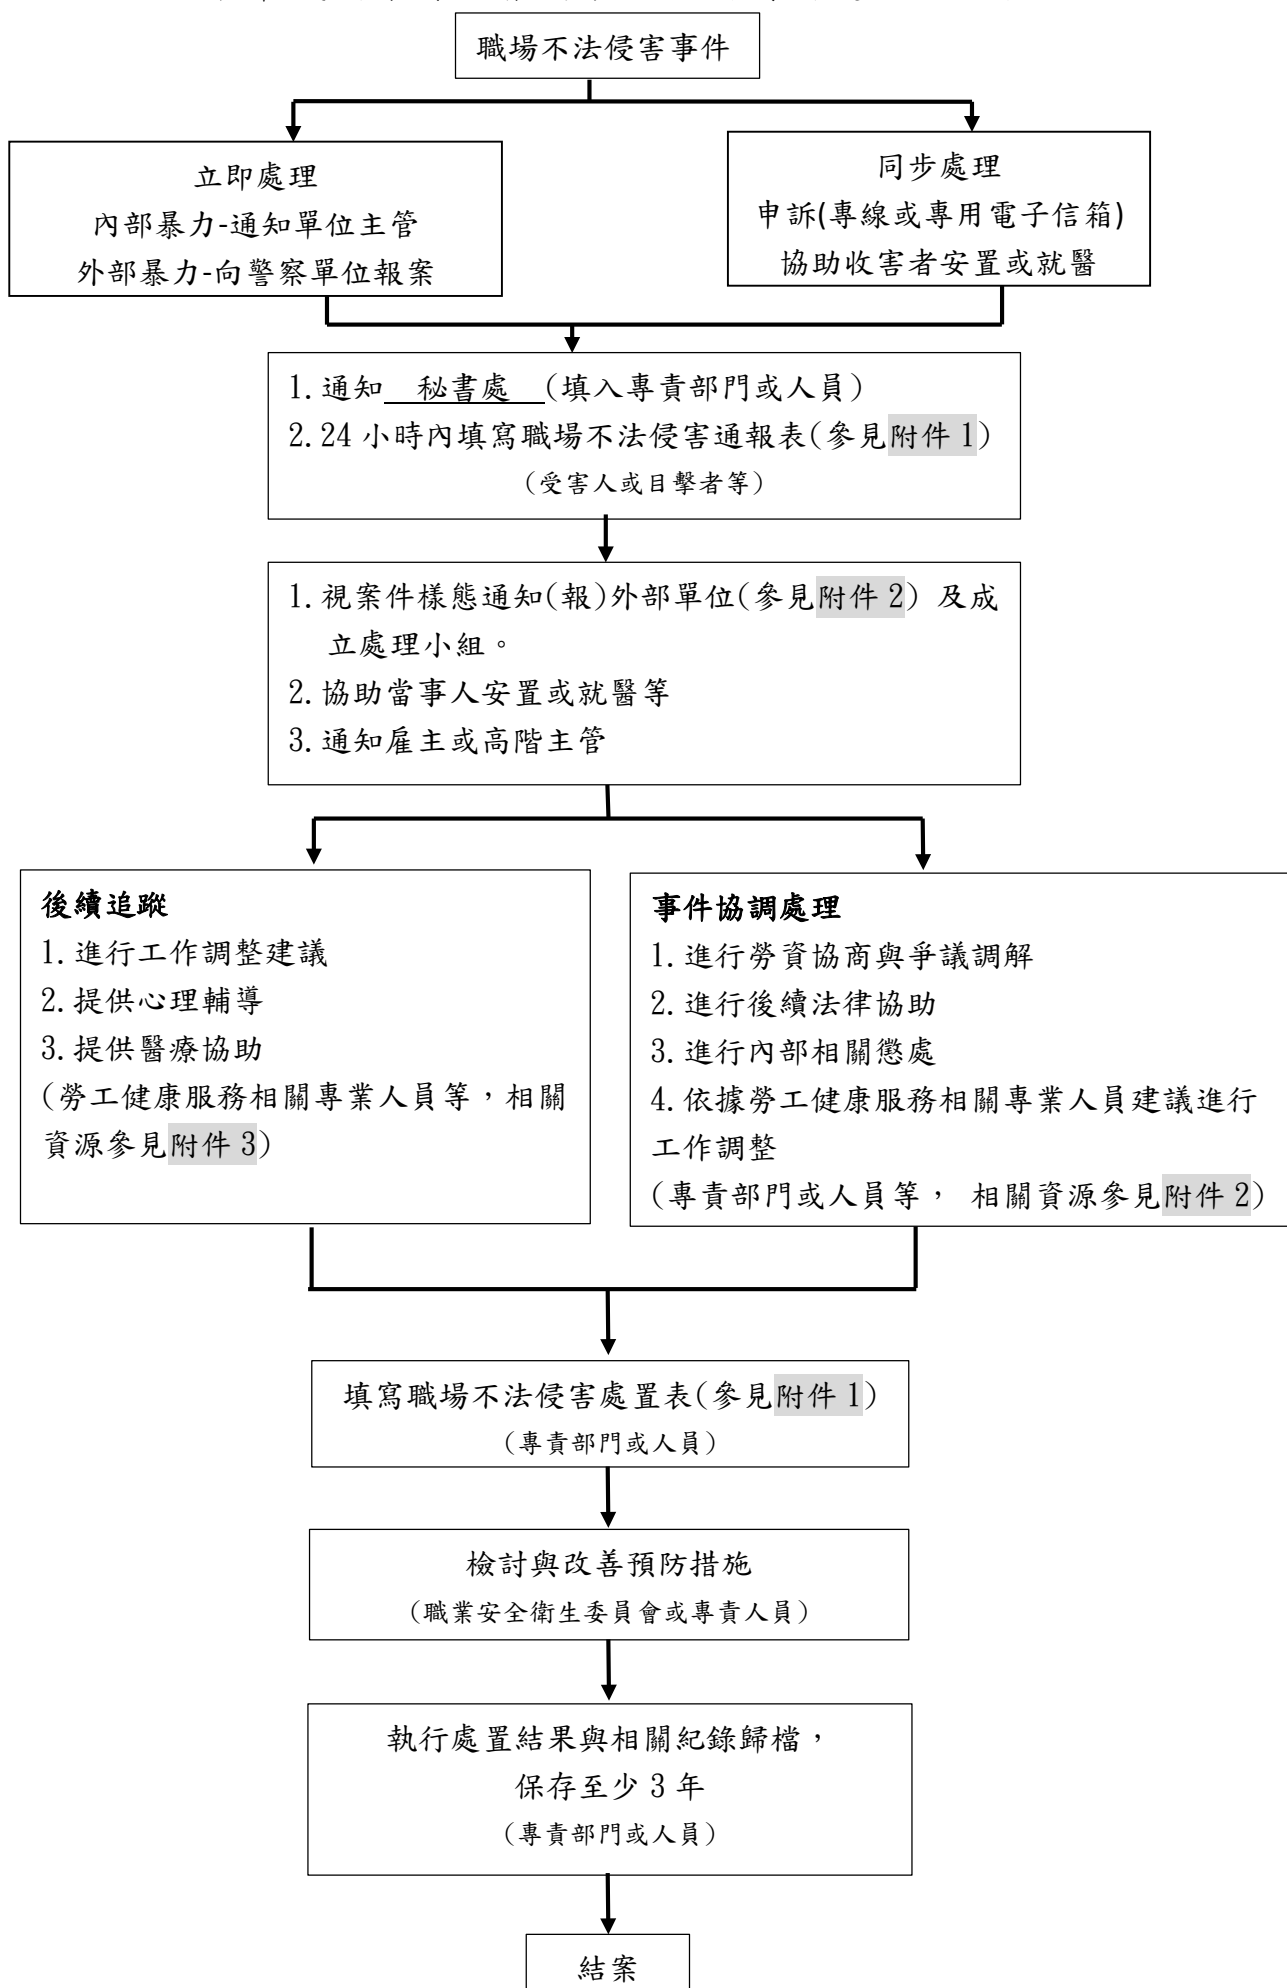 職場不法侵害事件
立即處理
內部暴力-通知單位主管
外部暴力-向警察單位報案
同步處理
申訴(專線或專用電子信箱)
協助收害者安置或就醫
1.通知 秘書處 (填入專責部門或人員)
2.24 小時內填寫職場不法侵害通報表(參見附件 1)
(受害人或目擊者等)
1.視案件樣態通知(報)外部單位(參見附件 2) 及成
立處理小組。
2.協助當事人安置或就醫等
3.通知雇主或高階主管
後續追蹤
1.進行工作調整建議
2.提供心理輔導
3.提供醫療協助
(勞工健康服務相關專業人員等，相關
資源參見附件 3)
事件協調處理
1.進行勞資協商與爭議調解
2.進行後續法律協助
3.進行內部相關懲處
4.依據勞工健康服務相關專業人員建議進行
工作調整
(專責部門或人員等， 相關資源參見附件 2)
填寫職場不法侵害處置表(參見附件 1)
(專責部門或人員)
檢討與改善預防措施
(職業安全衛生委員會或專責人員)
執行處置結果與相關紀錄歸檔，
保存至少 3 年
(專責部門或人員)
結案